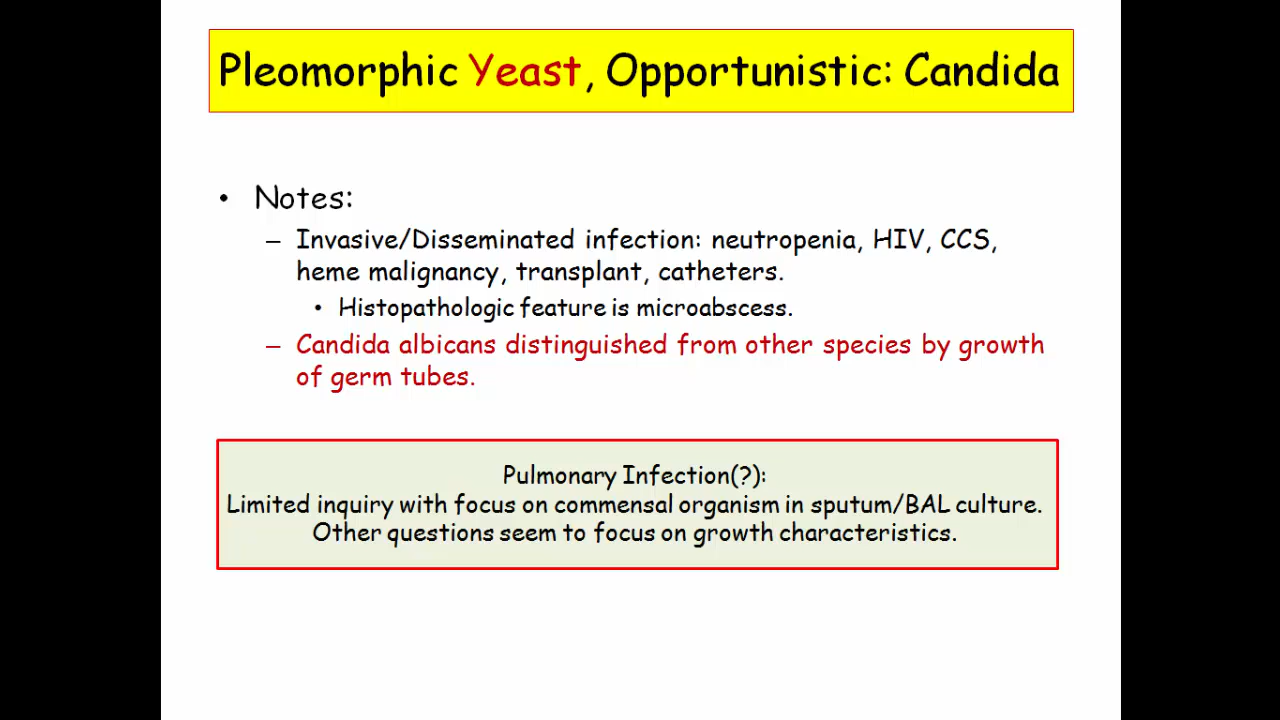 Pleomorphic Yeast, Opportunistic: Candida
• Notes:
– Invasive/Disseminated infection: neutropenia, HIV, CCS,
heme malignancy, transplant, catheters.
• Histopathologic feature is microabscess.
– Candida albicans distinguished from other species by growth
of germ tubes.
Pulmonary Infection(?):
Limited inquiry with focus on commensal organism in sputum/BAL culture.
Other questions seem to focus on growth characteristics.